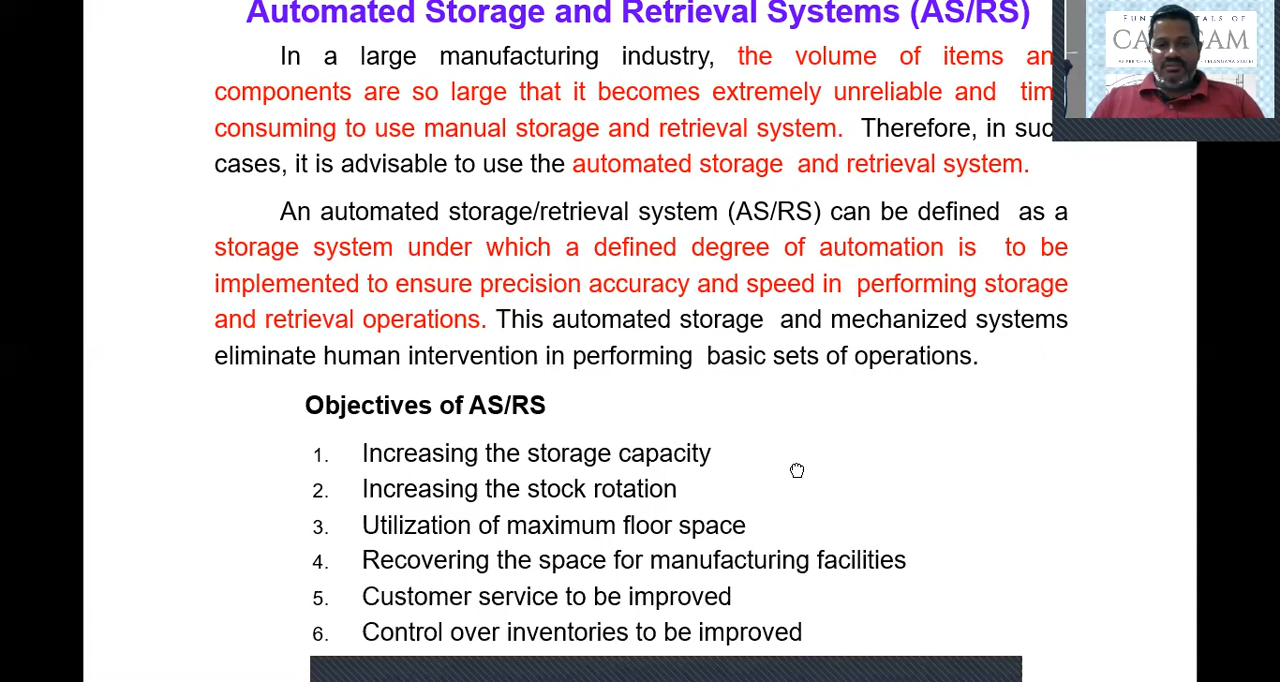 Automated Storage and Retrieval Systems (AS/RS)
In a large manufacturing industry, the volume of items an
components are so large that it becomes extremely unreliable and tim
consuming to use manual storage and retrieval system. Therefore, in suc
cases, it is advisable to use the automated storage and retrieval system.
An automated storage/retrieval system (AS/RS) can be defined as a
storage system under which a defined degree of automation is to be
implemented to ensure precision accuracy and speed in performing storage
and retrieval operations. This automated storage and mechanized systems
eliminate human intervention in performing basic sets of operations.
Objectives of AS/RS
1. Increasing the storage capacity
2. Increasing the stock rotation
3. Utilization of maximum floor space
4. Recovering the space for manufacturing facilities
5. Customer service to be improved
6. Control over inventories to be improved